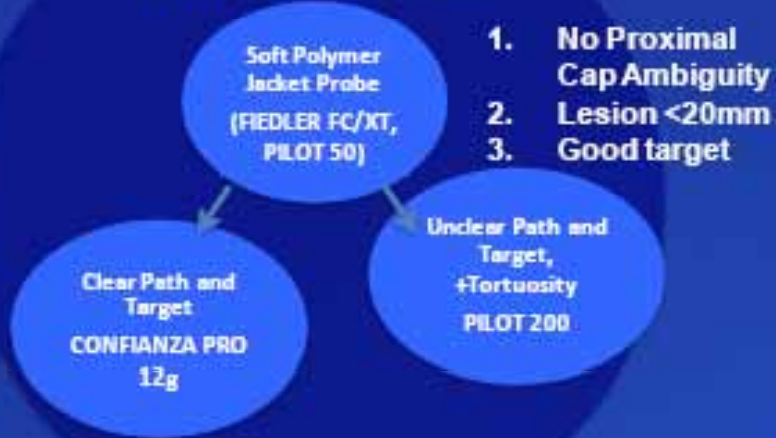 Soft Polymer
Jacket Probe
(FIEDLER FC/XT,
PILOT 50)
1. No Proximal
Cap Ambiguity
2. Lesion <20mm
3. Good target
Clear Path and
Target
CONFIANZA PRO
12g
Unclear Path and
Target,
+Tortuosity
PILOT 200